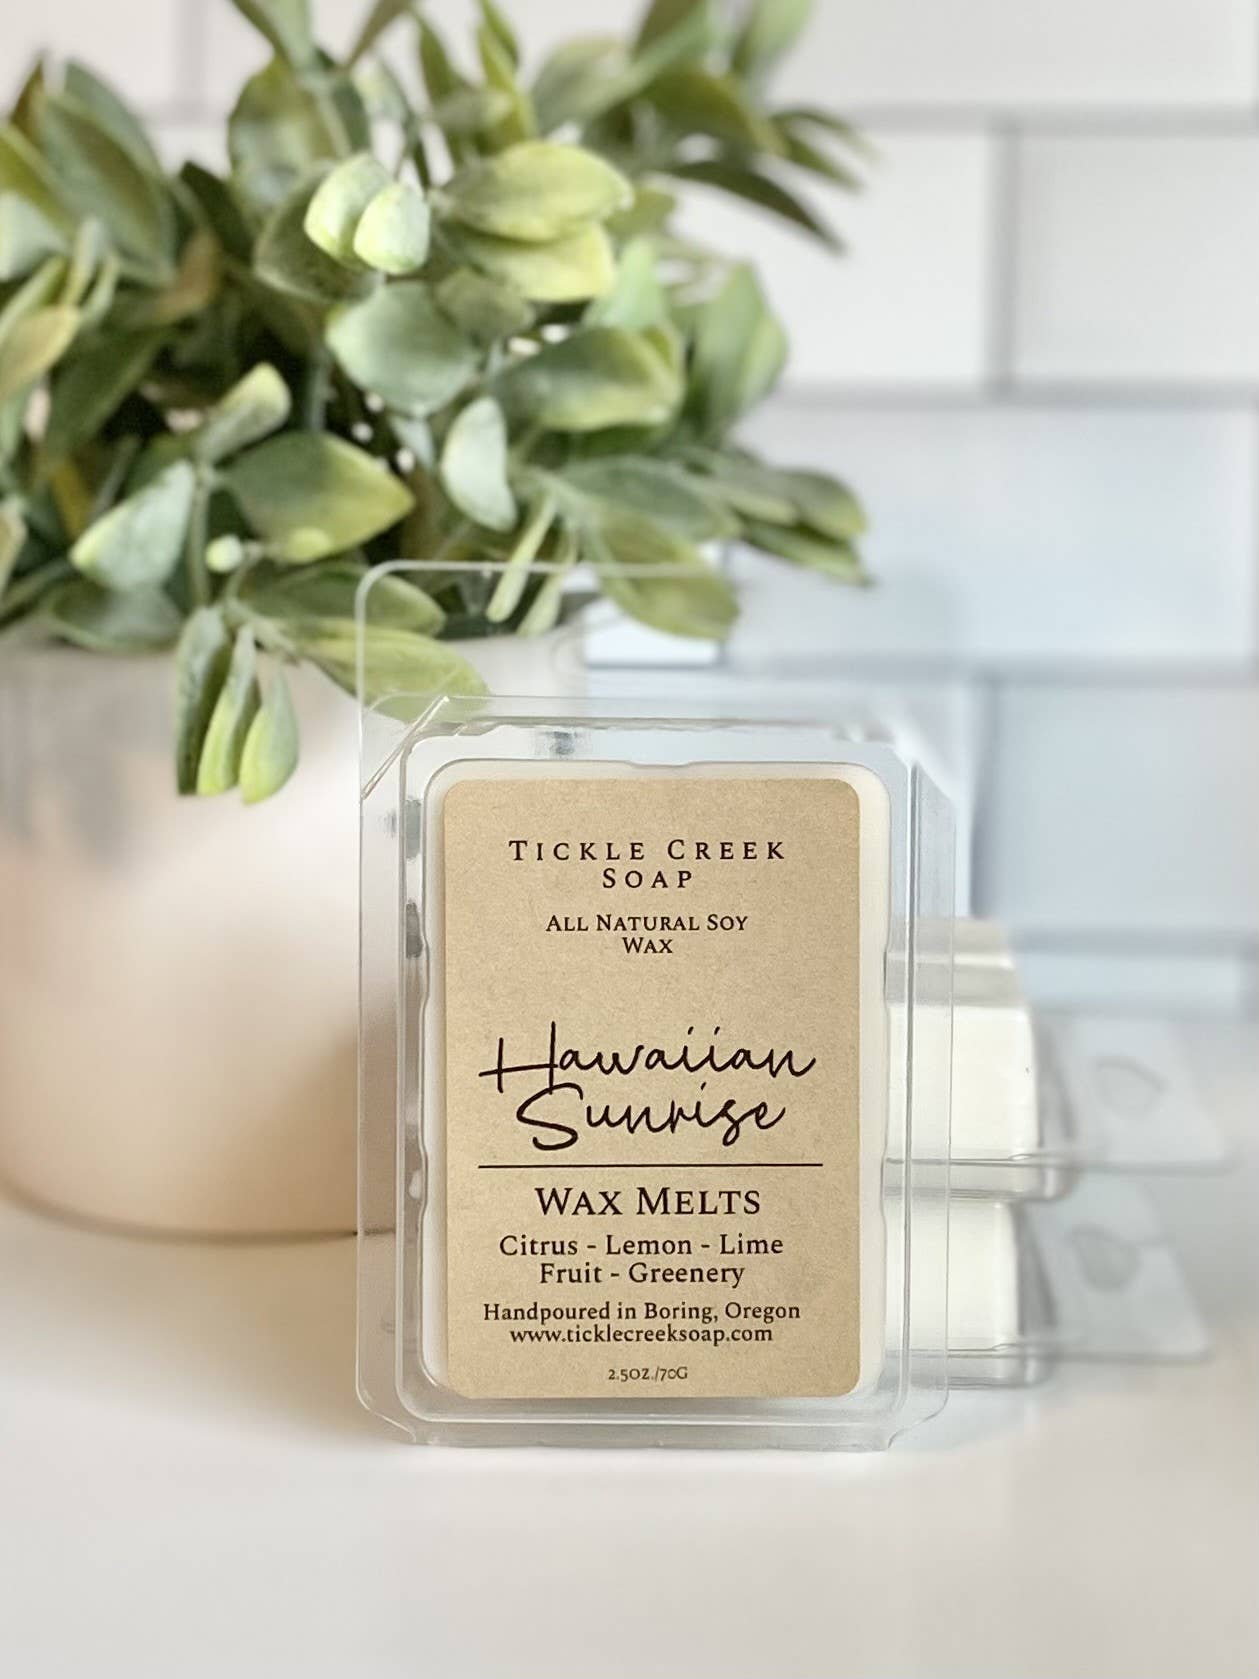 TICKLE CREEK
SOAP
ALL NATURAL SOY
WAX
Hawaiian
Sunrise
WAX MELTS
Citrus - Lemon - Lime
Fruit - Greenery
Handpoured in Boring, Oregon
www.ticklecreeksoap.com
2.5OZ./70G